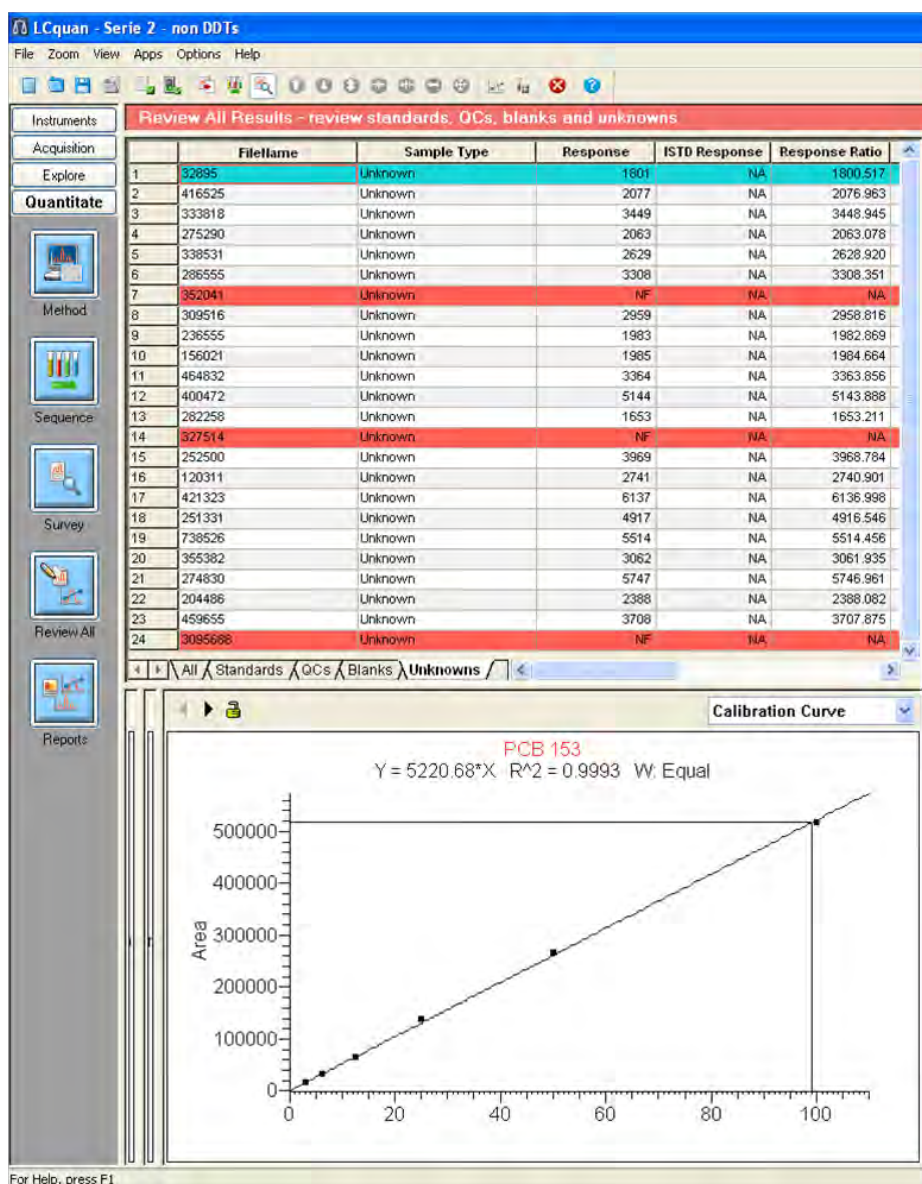 LCquan - Serie 2 - non DDTs
File Zoom View Apps Options Help
Instruments
Acquisition
Explore
Quantitate
Method
Sequence
Survey
Review All
Reports
Review All Results - review standards, QCs, blanks and unknowns
FileName Sample Type Response ISTD Response Response Ratio
1 32895 Unknown 1801 NA 1800.517
2 416525 Unknown 2077 NA 2076.963
3 333818 Unknown 3449 NA 3448.945
4 275290 Unknown 2063 NA 2063.078
5 338531 Unknown 2629 NA 2628.920
6 286555 Unknown 3308 NA 3308.351
7 352041 Unknown NF NA NA
8 309516 Unknown 2959 NA 2958.816
9 236555 Unknown 1983 NA 1982.869
10 156021 Unknown 1985 NA 1984.664
11 464832 Unknown 3364 NA 3363.856
12 400472 Unknown 5144 NA 5143.888
13 282258 Unknown 1653 NA 1653.211
14 327514 Unknown NF NA NA
15 252500 Unknown 3969 NA 3968.784
16 120311 Unknown 2741 NA 2740.901
17 421323 Unknown 6137 NA 6136.998
18 251331 Unknown 4917 NA 4916.546
19 738526 Unknown 5514 NA 5514.456
20 355382 Unknown 3062 NA 3061.935
21 274830 Unknown 5747 NA 5746.961
22 204486 Unknown 2388 NA 2388.082
23 459655 Unknown 3708 NA 3707.875
24 3095688 Unknown NF NA NA
All Standards QCs Blanks Unknowns
Calibration Curve
PCB 153
Y = 5220.68*X R^2 = 0.9993 W: Equal
500000
400000
300000
200000
100000
0
Area
0 20 40 60 80 100
For Help, press F1